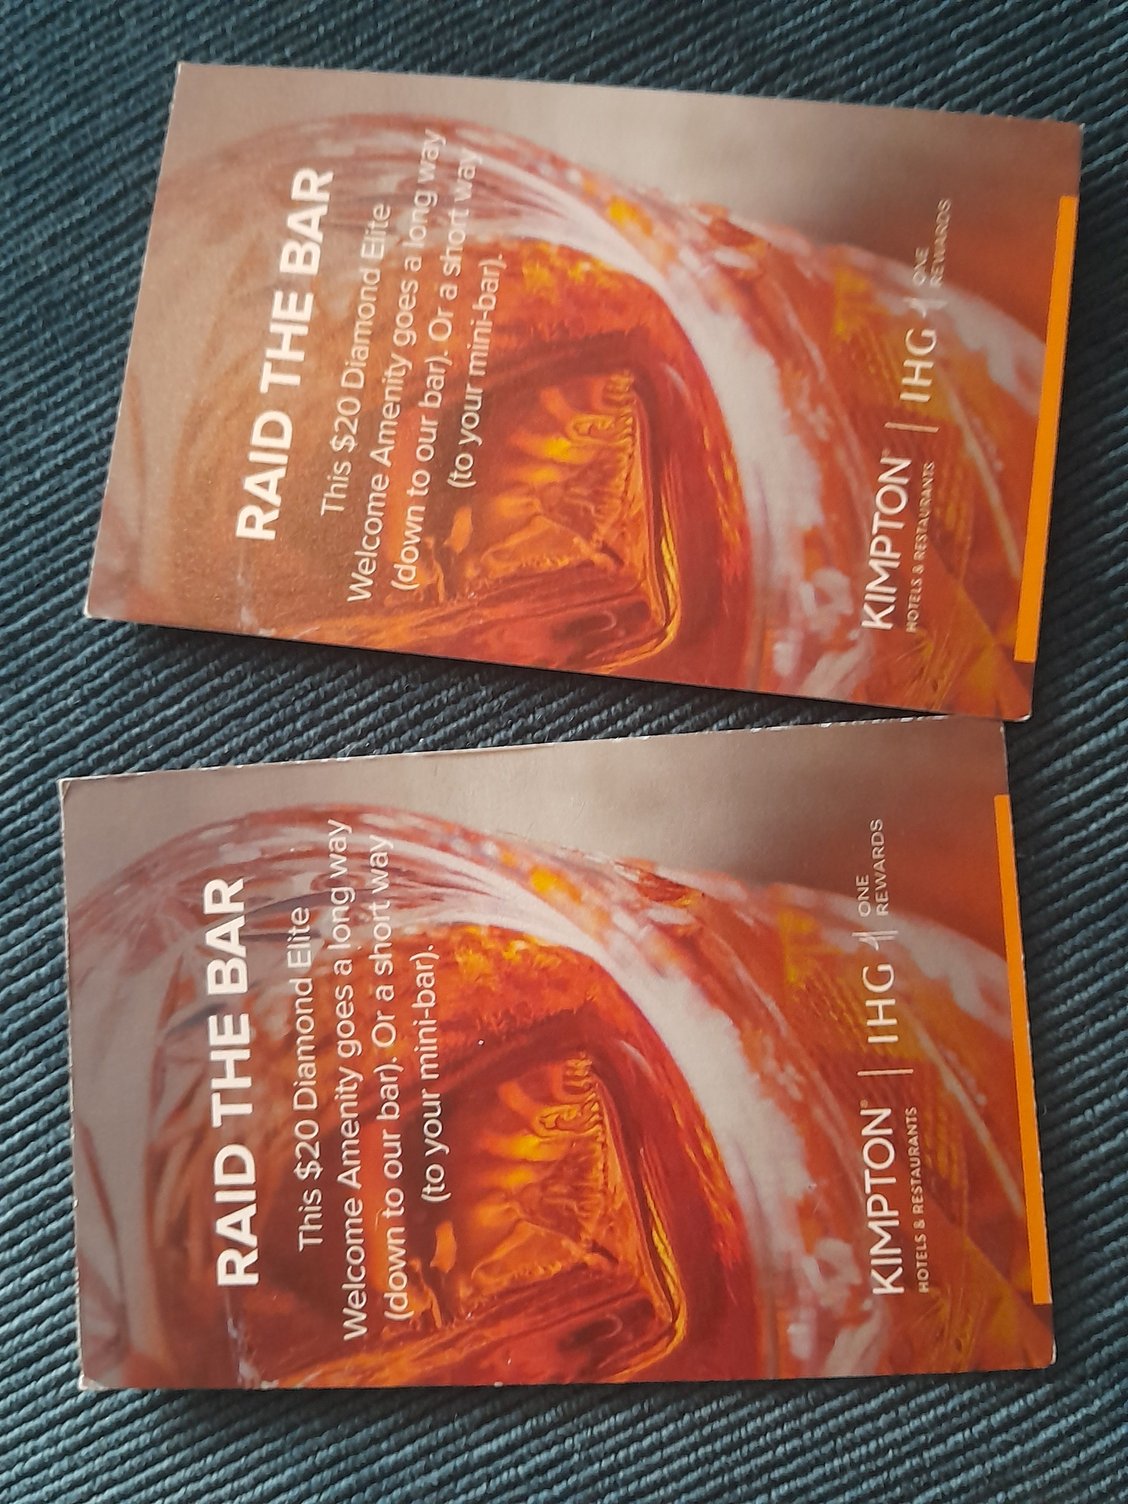 RAID THE BAR
This $20 Diamond Elite
Welcome Amenity goes a long way
(down to our bar). Or a short way
(to your mini-bar).
KIMPTON®
HOTELS & RESTAURANTS
IHG
ONE
REWARDS
RAID THE BAR
This $20 Diamond Elite
Welcome Amenity goes a long way
(down to our bar). Or a short way
(to your mini-bar).
KIMPTON®
HOTELS & RESTAURANTS
IHG
ONE
REWARDS